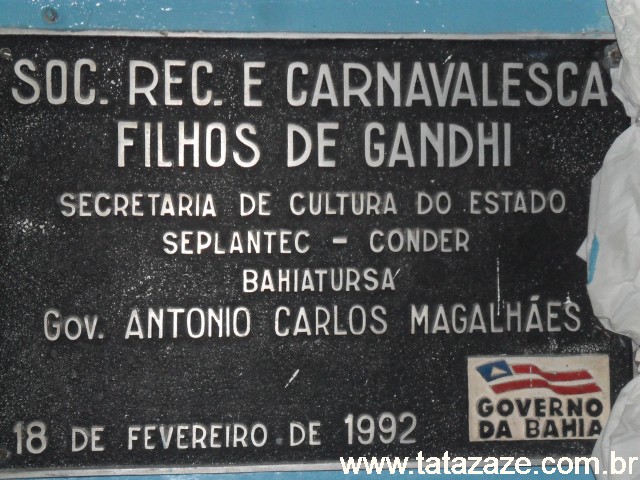 SOC. REC. E CARNAVALESCA
FILHOS DE GANDHI
SECRETARIA DE CULTURA DO ESTADO
SEPLANTEC - CONDER
BAHIATURSA
GOV. ANTONIO CARLOS MAGALHÃES
GOVERNO
DA BAHIA
18 DE FEVEREIRO DE 1992
www.tatazaze.com.br